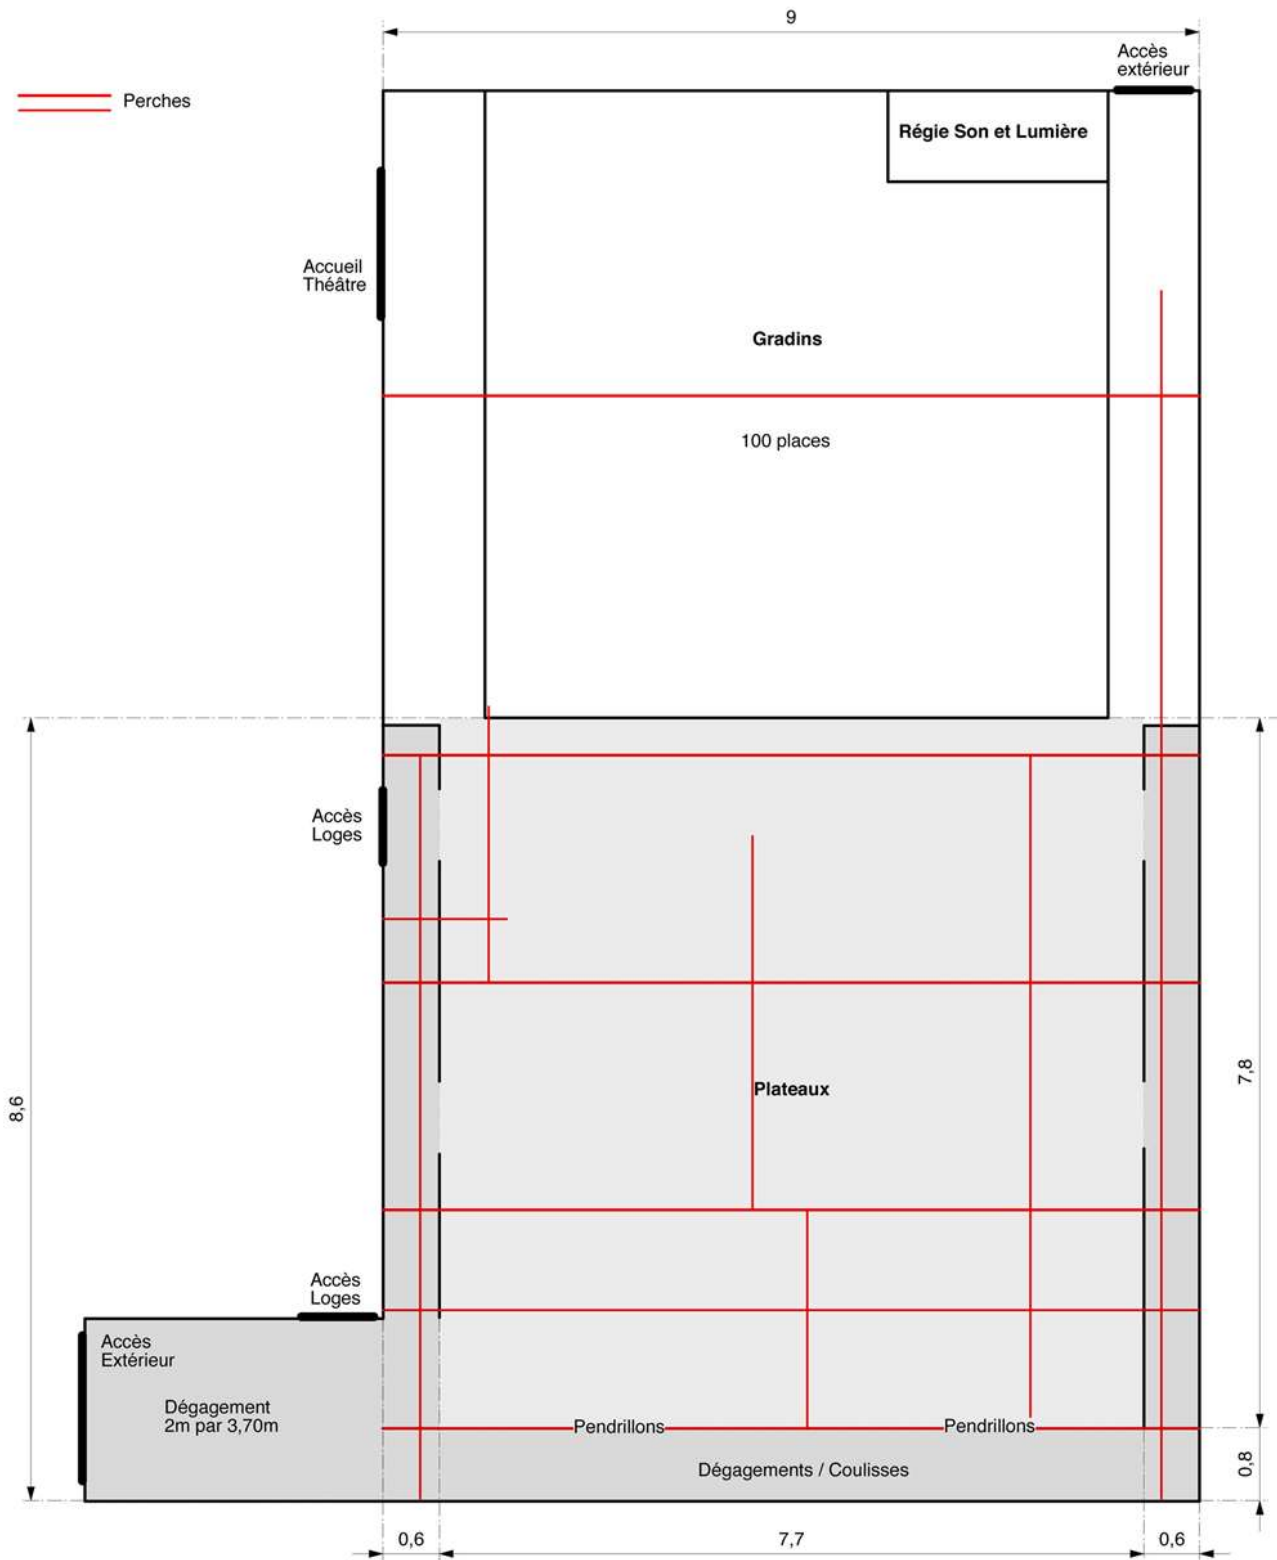 9
Accès
extérieur
Perches
Régie Son et Lumière
Accueil
Théâtre
Gradins
100 places
Accès
Loges
Plateaux
8,6
7,8
Accès
Loges
Accès
Extérieur
Dégagement
2m par 3,70m
Pendrillons
Pendrillons
Dégagements / Coulisses
0,8
0,6
7,7
0,6